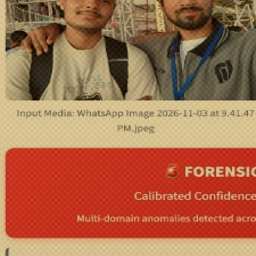 Input Media: WhatsApp Image 2026-11-03 at 9.41.47
PM.jpeg
🚨 FORENSIC
Calibrated Confidence
Multi-domain anomalies detected acro